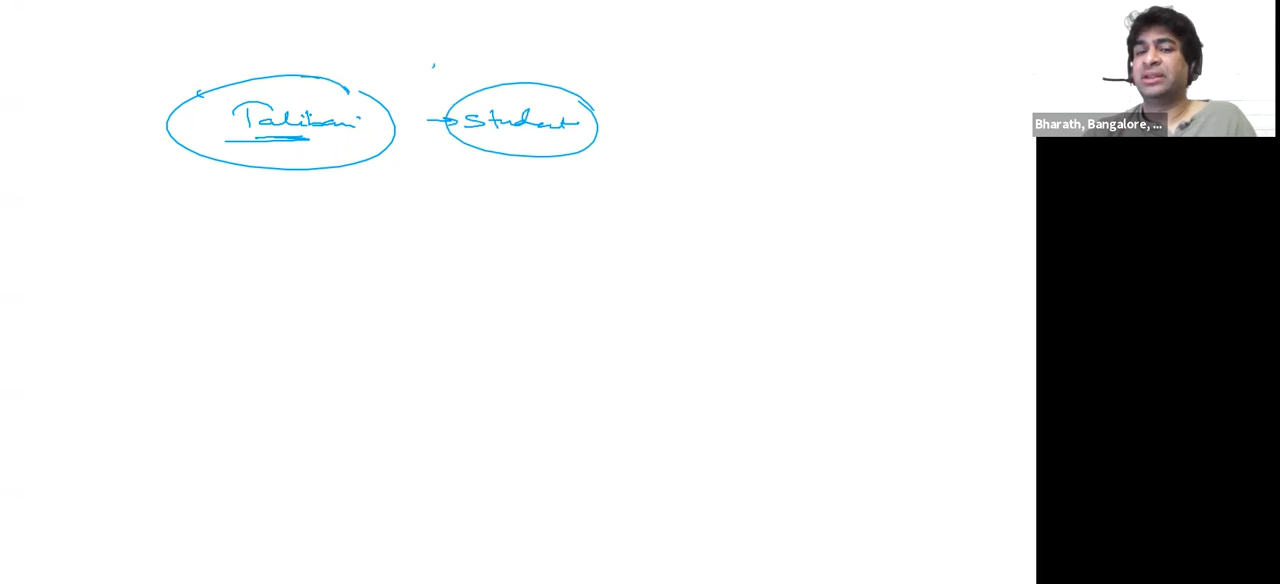 Taliban → Student
Bharath, Bangalore, ...